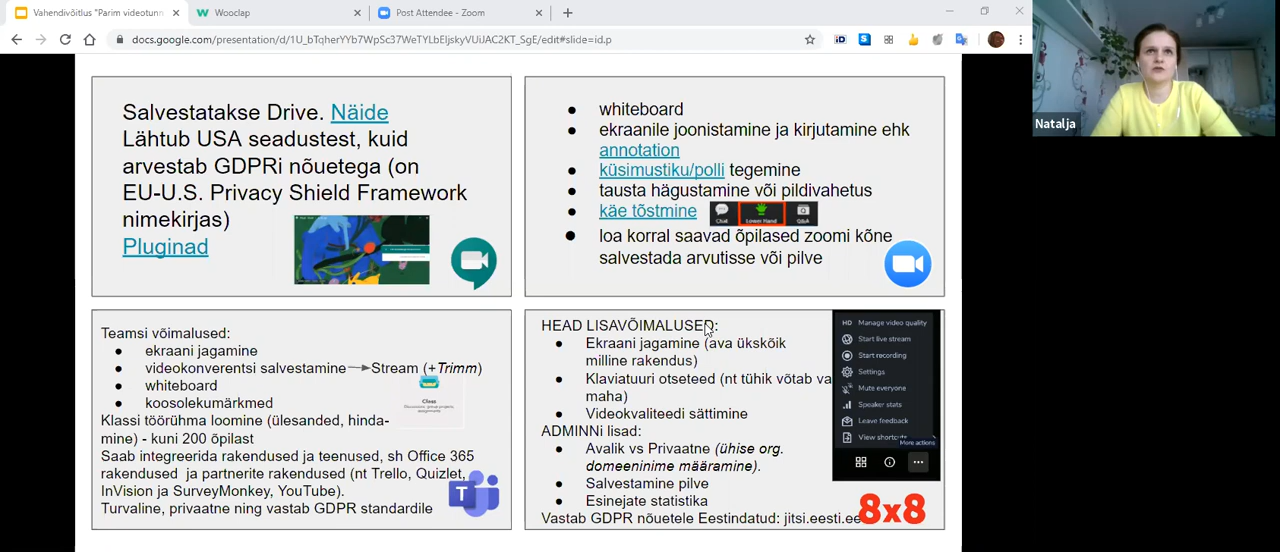 Vahendivõitlus "Parim videotunn
Wooclap
Post Attendee - Zoom
docs.google.com/presentation/d/1U_bTqherYYb7WpSc37WeTYLbEIjskyVUiJAC2KT_SgE/edit#slide=id.p
Natalja
Salvestatakse Drive. Näide
Lähtub USA seadustest, kuid
arvestab GDPRi nõuetega (on
EU-U.S. Privacy Shield Framework
nimekirjas)
Pluginad
whiteboard
ekraanile joonistamine ja kirjutamine ehk
annotation
küsimustiku/polli tegemine
tausta hägustamine või pildivahetus
käe tõstmine
Chat
Lower Hand
Q&A
loa korral saavad õpilased zoomi kõne
salvestada arvutisse või pilve
Teamsi võimalused:
ekraani jagamine
videokonverentsi salvestamine Stream (+Trimm)
whiteboard
koosolekumärkmed
Class
Klassi töörühma loomine (ülesanded, hinda-
mine) - kuni 200 õpilast
Saab integreerida rakendused ja teenused, sh Office 365
rakendused ja partnerite rakendused (nt Trello, Quizlet,
InVision ja SurveyMonkey, YouTube).
Turvaline, privaatne ning vastab GDPR standardile
T
HEAD LISAVÕIMALUSED:
Ekraani jagamine (ava ükskõik
milline rakendus)
Klaviatuuri otseteed (nt tühik võtab va
maha)
Videokvaliteedi sättimine
ADMINNi lisad:
Avalik vs Privaatne (ühise org.
domeeninime määramine).
Salvestamine pilve
Esinejate statistika
Vastab GDPR nõuetele Eestindatud: jitsi.eesti.ee
HD Manage video quality
Start live stream
Start recording
Settings
Mute everyone
Speaker stats
Leave feedback
View shortcuts
More actions
8x8